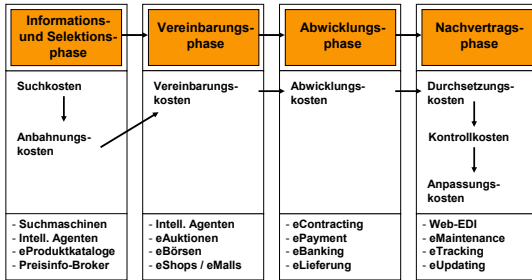 Informations-
und Selektions-
phase
Vereinbarungs-
phase
Abwicklungs-
phase
Nachvertrags-
phase
Suchkosten
Anbahnungs-
kosten
Vereinbarungs-
kosten
Abwicklungs-
kosten
Durchsetzungs-
kosten
Kontrollkosten
Anpassungs-
kosten
- Suchmaschinen
- Intell. Agenten
- eProduktkataloge
- Preisinfo-Broker
- Intell. Agenten
- eAuktionen
- eBörsen
- eShops / eMalls
- eContracting
- ePayment
- eBanking
- eLieferung
- Web-EDI
- eMaintenance
- eTracking
- eUpdating